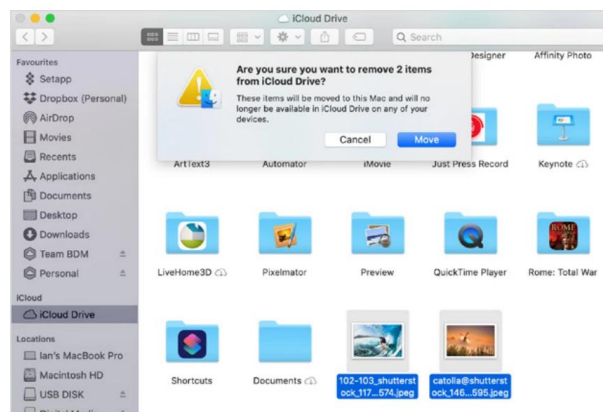 iCloud Drive
Search
Favourites
Setapp
Dropbox (Personal)
AirDrop
Movies
Recents
Applications
Documents
Desktop
Downloads
Team BDM
Personal
iCloud
iCloud Drive
Locations
Ian's MacBook Pro
Macintosh HD
USB DISK
Digital Media
Designer
Affinity Photo
Are you sure you want to remove 2 items
from iCloud Drive?
These items will be moved to this Mac and will no
longer be available in iCloud Drive on any of your
devices.
Cancel
Move
ArtText3
Automator
iMovie
Just Press Record
Keynote
LiveHome3D
Pixelmator
Preview
QuickTime Player
Rome: Total War
ROME
Shortcuts
Documents
102-103_shutterst
ock_117...574.jpeg
catolla@shutterst
ock_146...595.jpeg